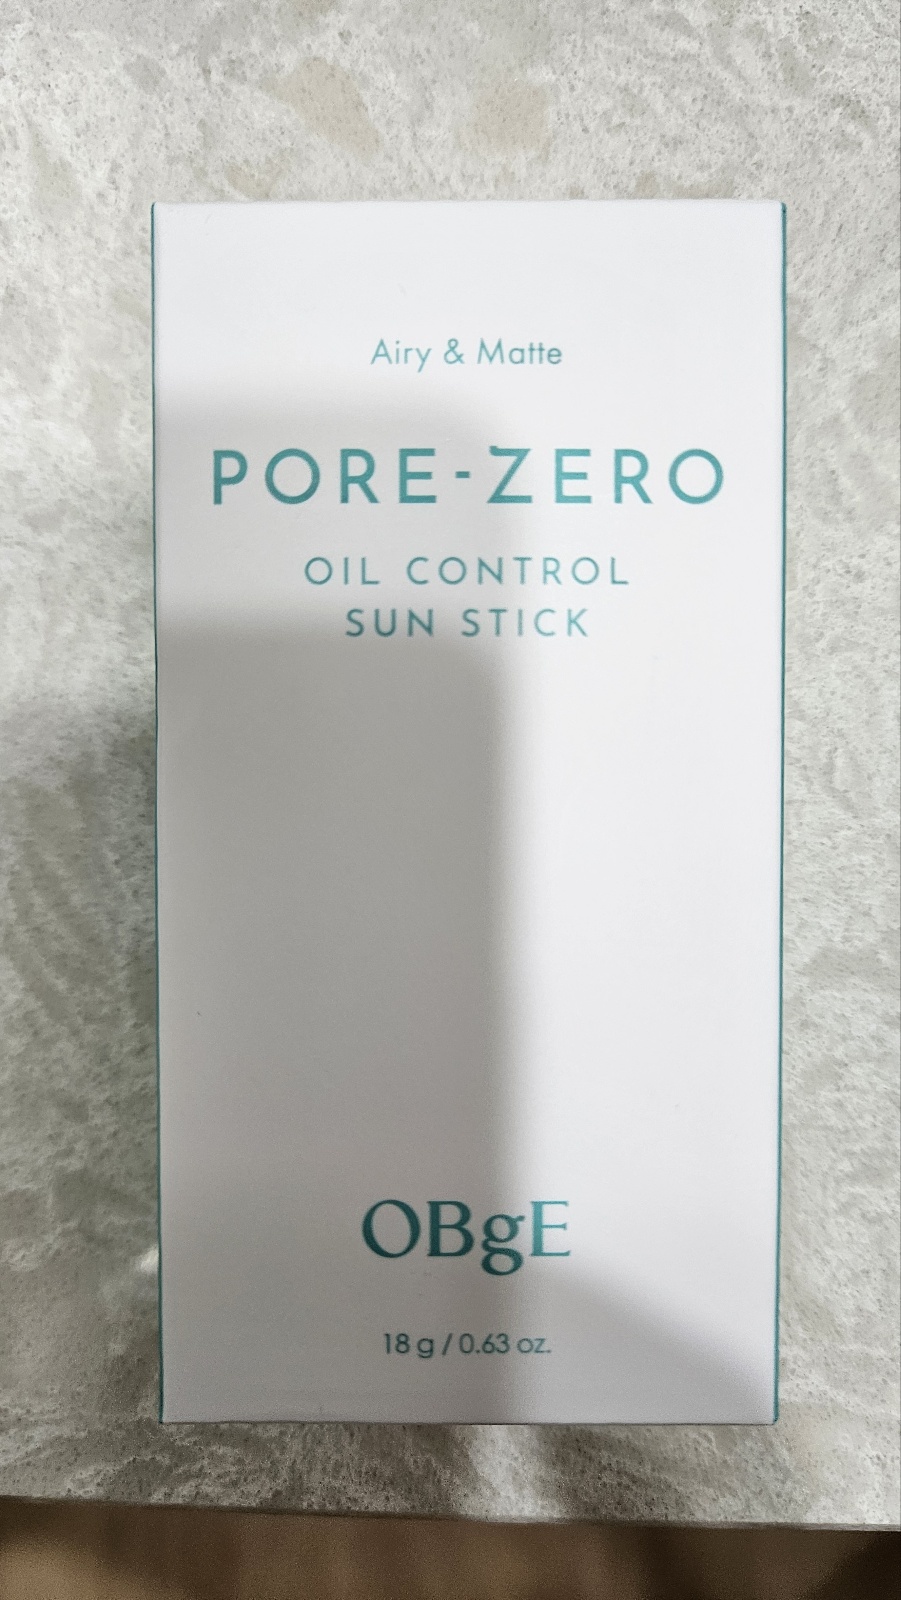 Airy & Matte
PORE-ZERO
OIL CONTROL
SUN STICK
OBgE
18 g / 0.63 oz.